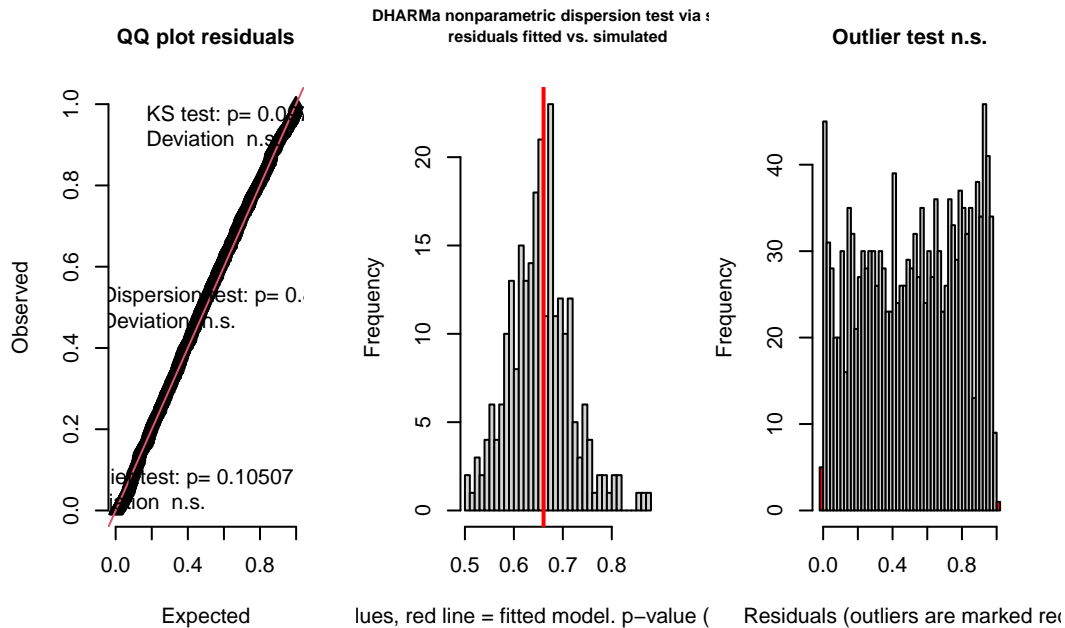 QQ plot residuals
KS test: p= 0.0
Deviation n.s.
Dispersion test: p= 0.
Deviation n.s.
test: p= 0.10507
n.s.
Observed
0.0 0.2 0.4 0.6 0.8 1.0
0.0 0.8
Expected
DHARMa nonparametric dispersion test via s
residuals fitted vs. simulated
Frequency
0 5 10 15 20
0.5 0.6 0.7 0.8
lues, red line = fitted model. p−value (
Outlier test n.s.
Frequency
0 10 20 30 40
0.0 0.8
Residuals (outliers are marked red